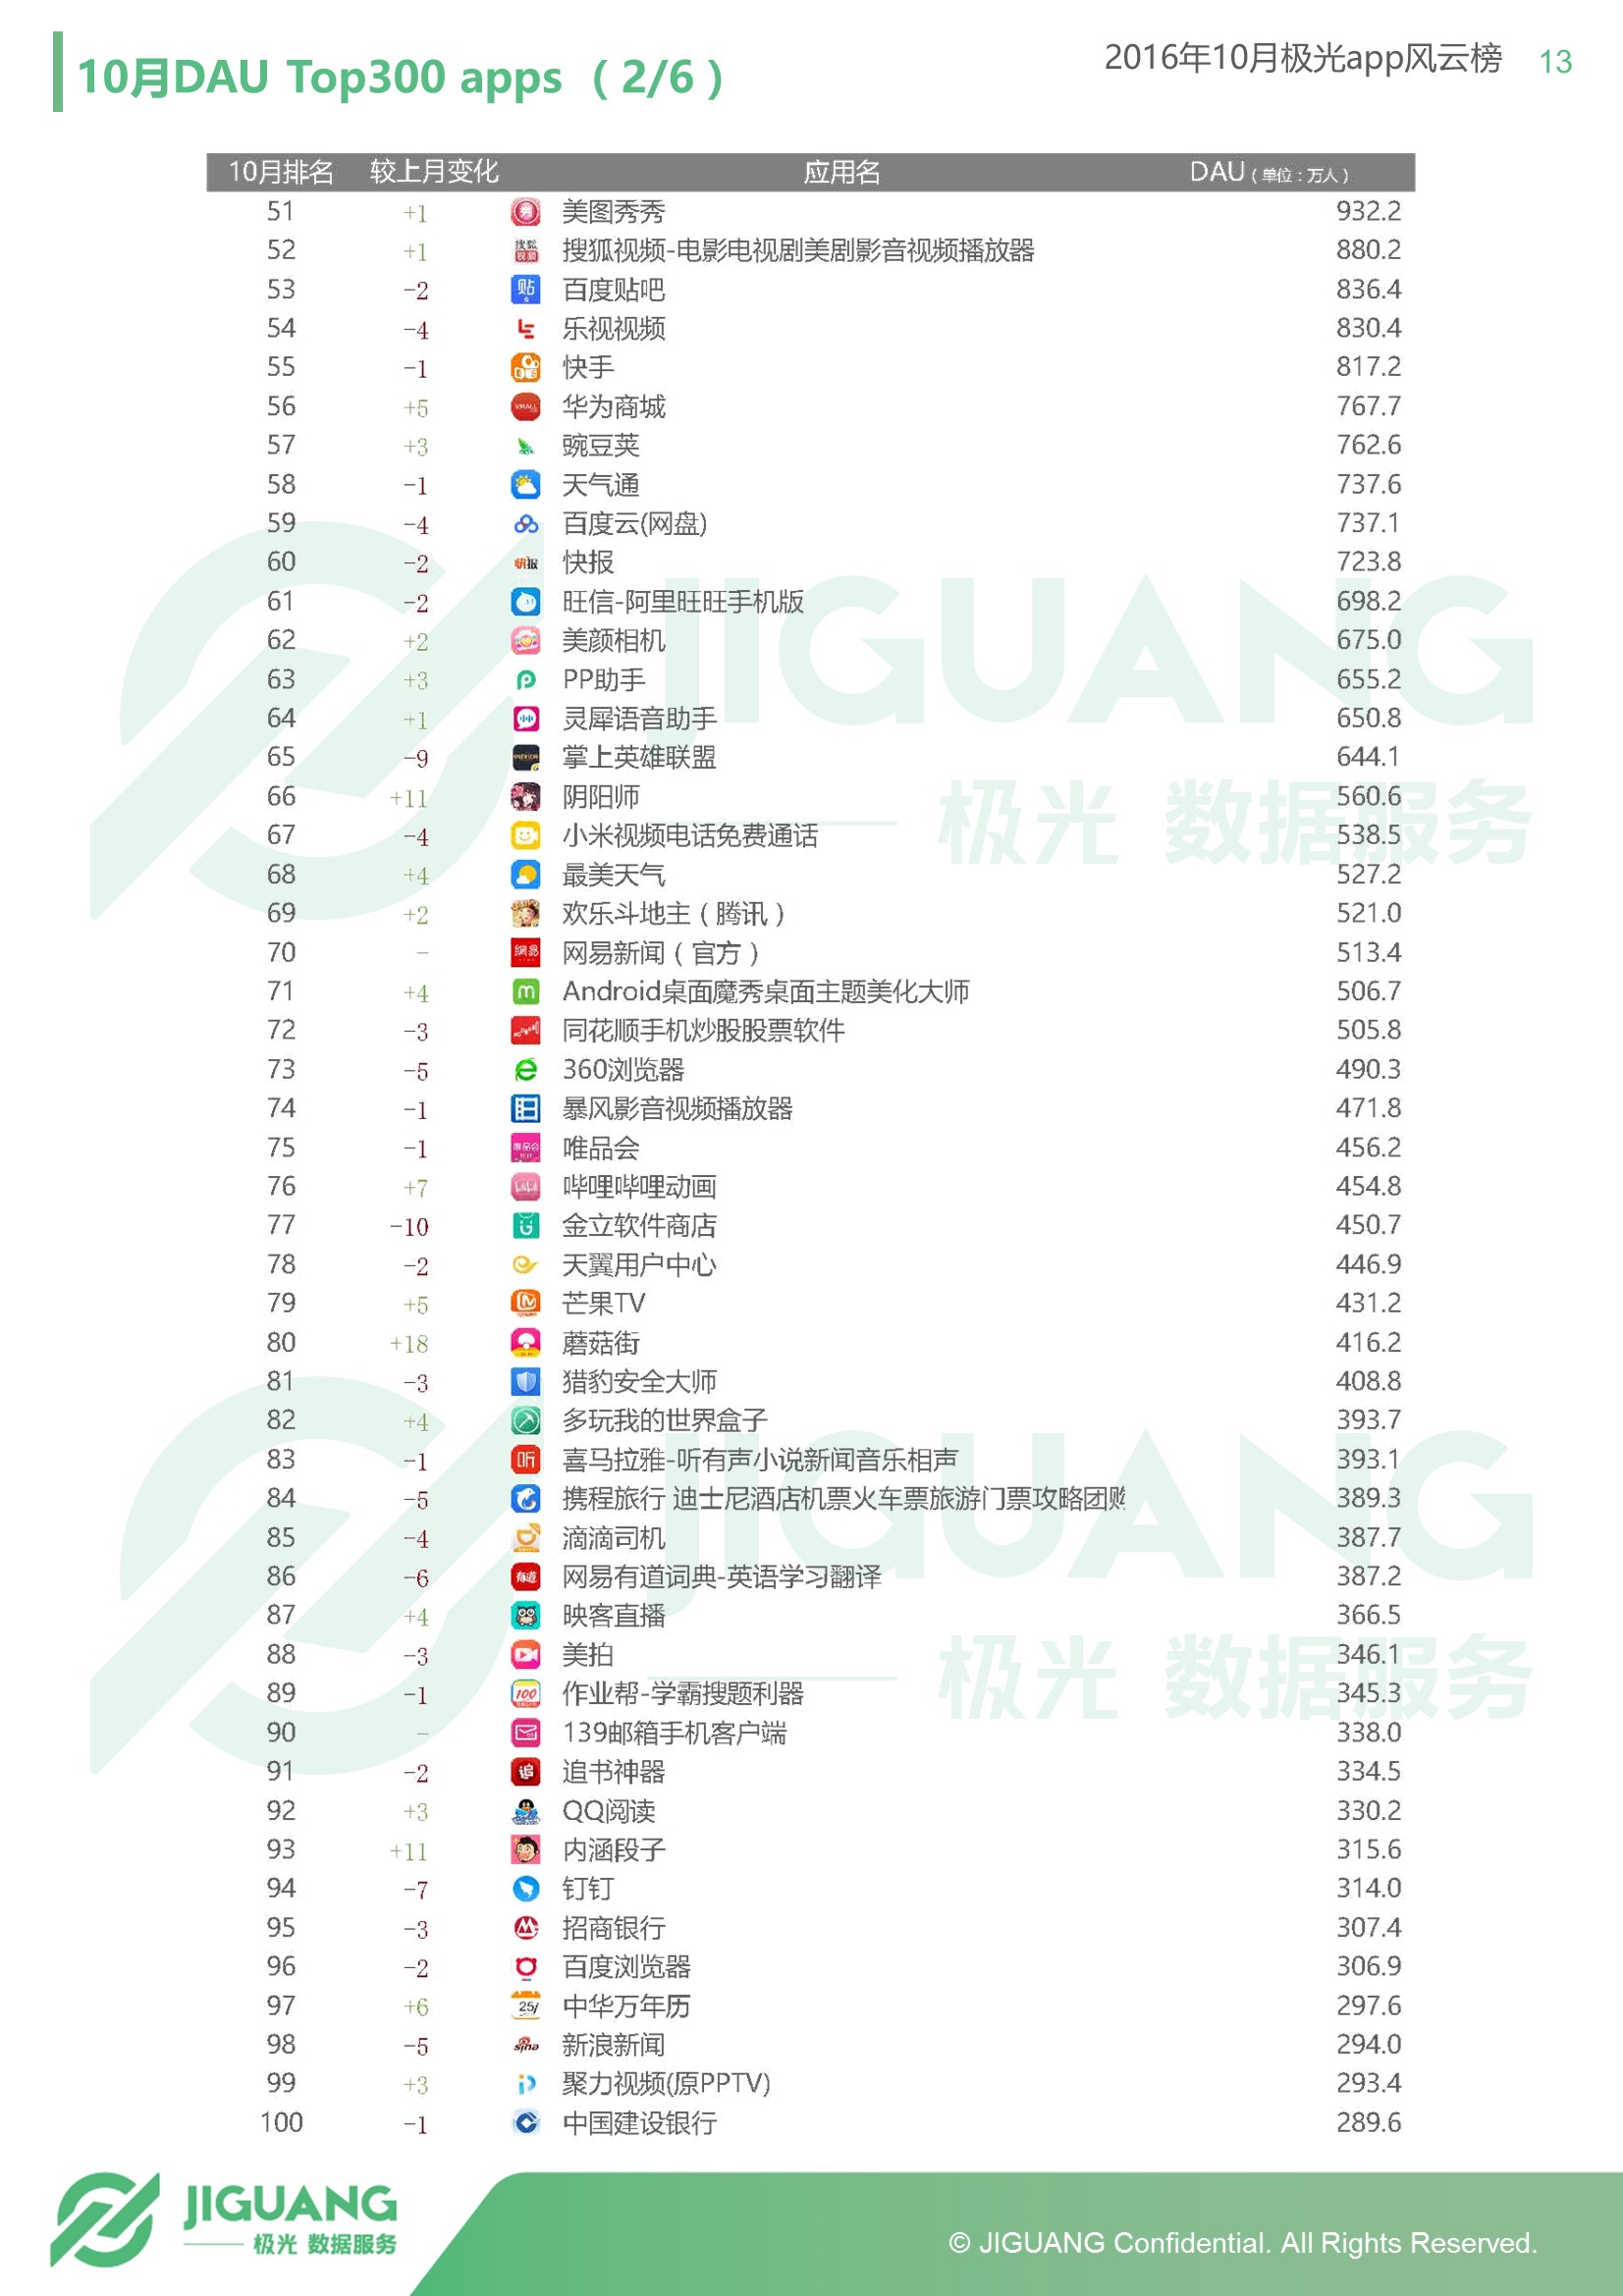 10月DAU Top300 apps（2/6）
2016年10月极光app风云榜 13
10月排名 较上月变化 应用名 DAU（单位：万人）
51 +1 美图秀秀 932.2
52 +1 搜狐视频-电影电视剧美剧影音视频播放器 880.2
53 -2 百度贴吧 836.4
54 -4 乐视视频 830.4
55 -1 快手 817.2
56 +5 华为商城 767.7
57 +3 豌豆荚 762.6
58 -1 天气通 737.6
59 -4 百度云(网盘) 737.1
60 -2 快报 723.8
61 -2 旺信-阿里旺旺手机版 698.2
62 +2 美颜相机 675.0
63 +3 PP助手 655.2
64 +1 灵犀语音助手 650.8
65 -9 掌上英雄联盟 644.1
66 +11 阴阳师 560.6
67 -4 小米视频电话免费通话 538.5
68 +4 最美天气 527.2
69 +2 欢乐斗地主（腾讯） 521.0
70 - 网易新闻（官方） 513.4
71 +4 Android桌面魔秀桌面主题美化大师 506.7
72 -3 同花顺手机炒股股票软件 505.8
73 -5 360浏览器 490.3
74 -1 暴风影音视频播放器 471.8
75 -1 唯品会 456.2
76 +7 哔哩哔哩动画 454.8
77 -10 金立软件商店 450.7
78 -2 天翼用户中心 446.9
79 +5 芒果TV 431.2
80 +18 蘑菇街 416.2
81 -3 猎豹安全大师 408.8
82 +4 多玩我的世界盒子 393.7
83 -1 喜马拉雅-听有声小说新闻音乐相声 393.1
84 -5 携程旅行 迪士尼酒店机票火车票旅游门票攻略团购 389.3
85 -4 滴滴司机 387.7
86 -6 网易有道词典-英语学习翻译 387.2
87 +4 映客直播 366.5
88 -3 美拍 346.1
89 -1 作业帮-学霸搜题利器 345.3
90 - 139邮箱手机客户端 338.0
91 -2 追书神器 334.5
92 +3 QQ阅读 330.2
93 +11 内涵段子 315.6
94 -7 钉钉 314.0
95 -3 招商银行 307.4
96 -2 百度浏览器 306.9
97 +6 中华万年历 297.6
98 -5 新浪新闻 294.0
99 +3 聚力视频(原PPTV) 293.4
100 -1 中国建设银行 289.6
JIGUANG
极光 数据服务
© JIGUANG Confidential. All Rights Reserved.